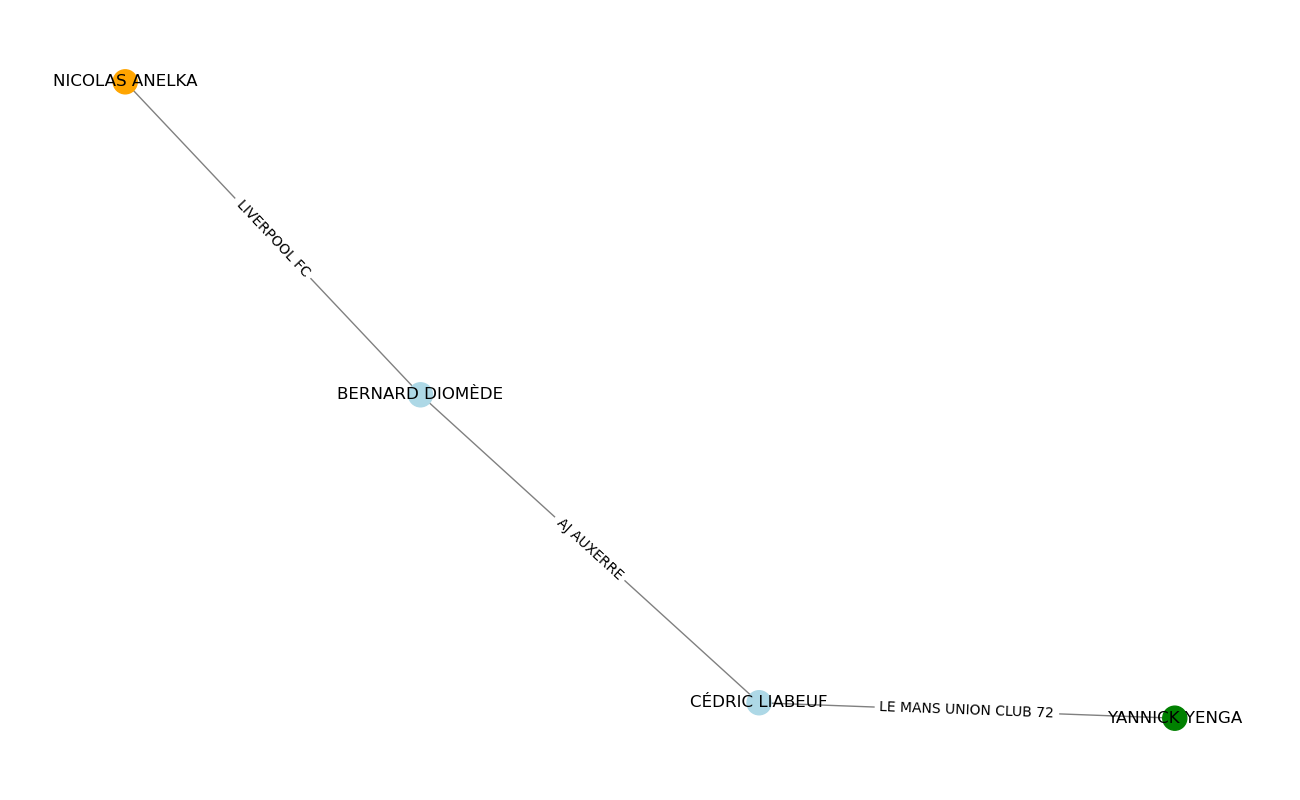 NICOLAS ANELKA
LIVERPOOL FC
BERNARD DIOMÈDE
AJ AUXERRE
CÉDRIC LIABEUF
LE MANS UNION CLUB 72
YANNICK YENGA